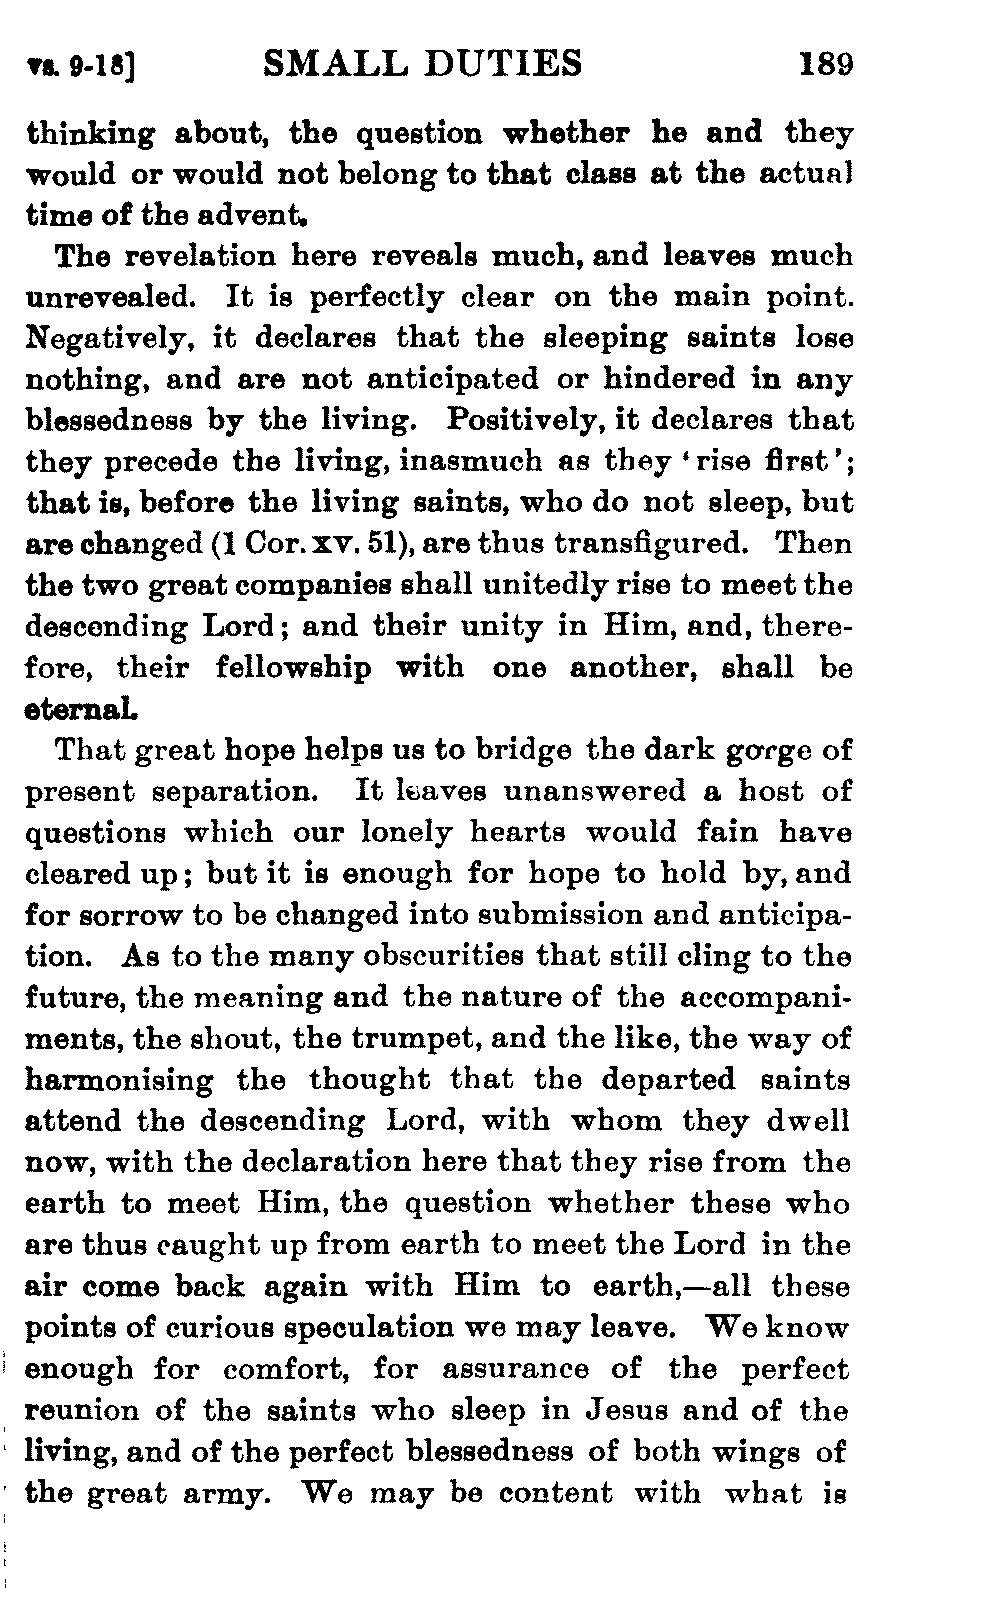 vs. 9-18] SMALL DUTIES 189
thinking about, the question whether he and they
would or would not belong to that class at the actual
time of the advent.
The revelation here reveals much, and leaves much
unrevealed. It is perfectly clear on the main point.
Negatively, it declares that the sleeping saints lose
nothing, and are not anticipated or hindered in any
blessedness by the living. Positively, it declares that
they precede the living, inasmuch as they ‘rise first’;
that is, before the living saints, who do not sleep, but
are changed (1 Cor. xv. 51), are thus transfigured. Then
the two great companies shall unitedly rise to meet the
descending Lord; and their unity in Him, and, there-
fore, their fellowship with one another, shall be
eternal.
That great hope helps us to bridge the dark gorge of
present separation. It leaves unanswered a host of
questions which our lonely hearts would fain have
cleared up; but it is enough for hope to hold by, and
for sorrow to be changed into submission and anticipa-
tion. As to the many obscurities that still cling to the
future, the meaning and the nature of the accompani-
ments, the shout, the trumpet, and the like, the way of
harmonising the thought that the departed saints
attend the descending Lord, with whom they dwell
now, with the declaration here that they rise from the
earth to meet Him, the question whether these who
are thus caught up from earth to meet the Lord in the
air come back again with Him to earth,—all these
points of curious speculation we may leave. We know
enough for comfort, for assurance of the perfect
reunion of the saints who sleep in Jesus and of the
living, and of the perfect blessedness of both wings of
the great army. We may be content with what is